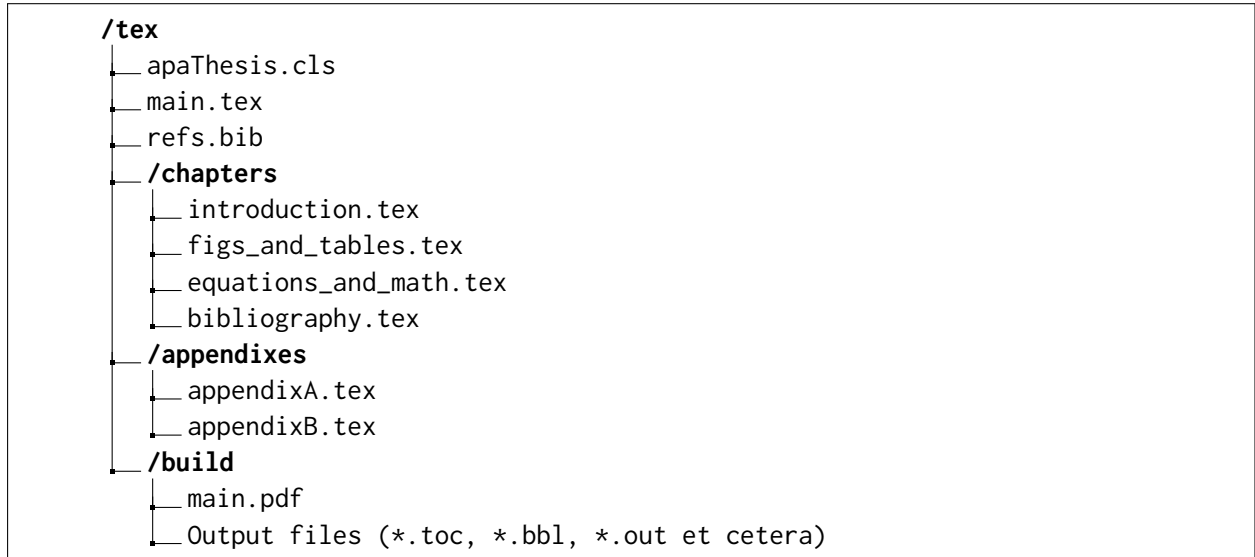 /tex
apaThesis.cls
main.tex
refs.bib
/chapters
introduction.tex
figs_and_tables.tex
equations_and_math.tex
bibliography.tex
/appendixes
appendixA.tex
appendixB.tex
/build
main.pdf
Output files (*.toc, *.bbl, *.out et cetera)